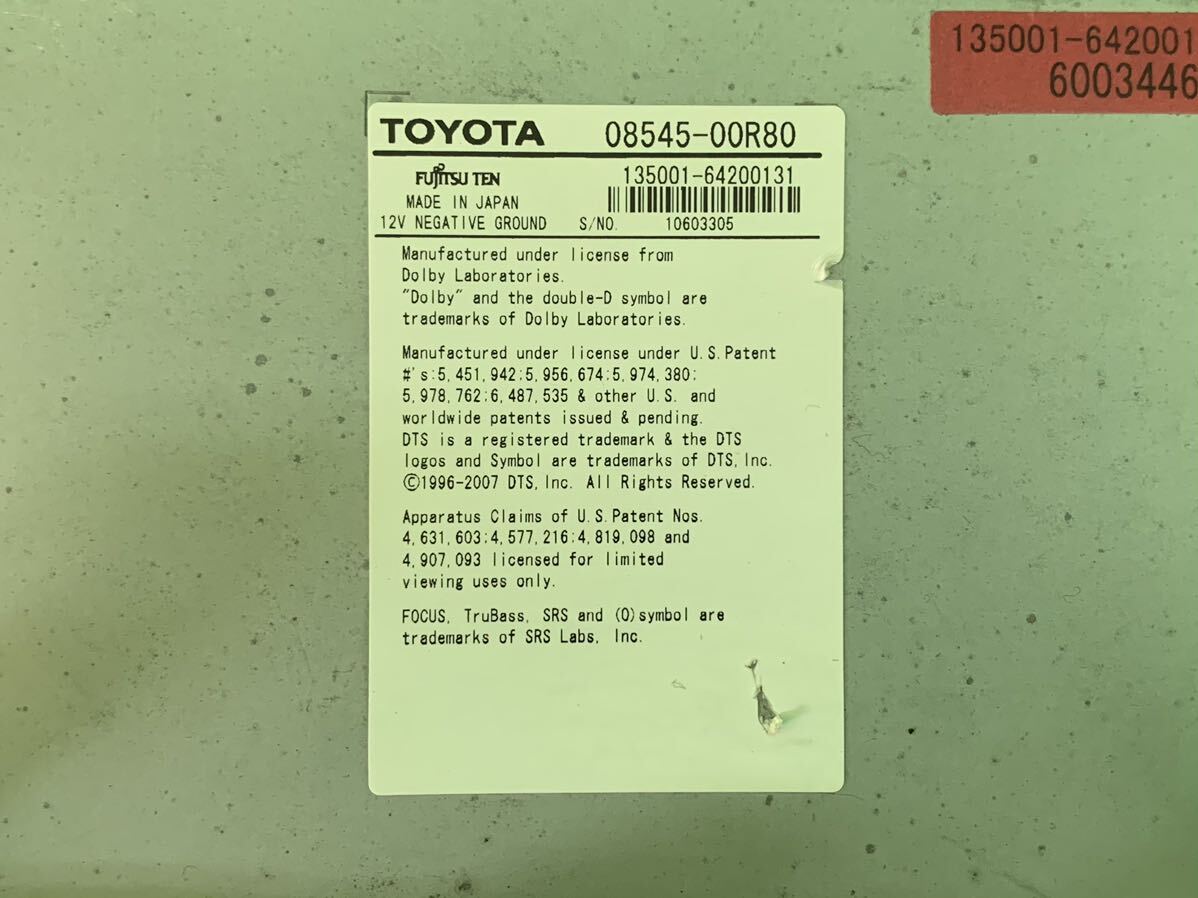 135001-642001
6003446
TOYOTA 08545-00R80
FUJITSU TEN 135001-64200131
MADE IN JAPAN
12V NEGATIVE GROUND S/NO. 10603305
Manufactured under license from
Dolby Laboratories.
"Dolby" and the double-D symbol are
trademarks of Dolby Laboratories.
Manufactured under license under U.S.Patent
#'s:5,451,942;5,956,674;5,974,380;
5,978,762;6,487,535 & other U.S. and
worldwide patents issued & pending.
DTS is a registered trademark & the DTS
logos and Symbol are trademarks of DTS,Inc.
©1996-2007 DTS,Inc. All Rights Reserved.
Apparatus Claims of U.S.Patent Nos.
4,631,603;4,577,216;4,819,098 and
4,907,093 licensed for limited
viewing uses only.
FOCUS, TruBass, SRS and (O)symbol are
trademarks of SRS Labs, Inc.